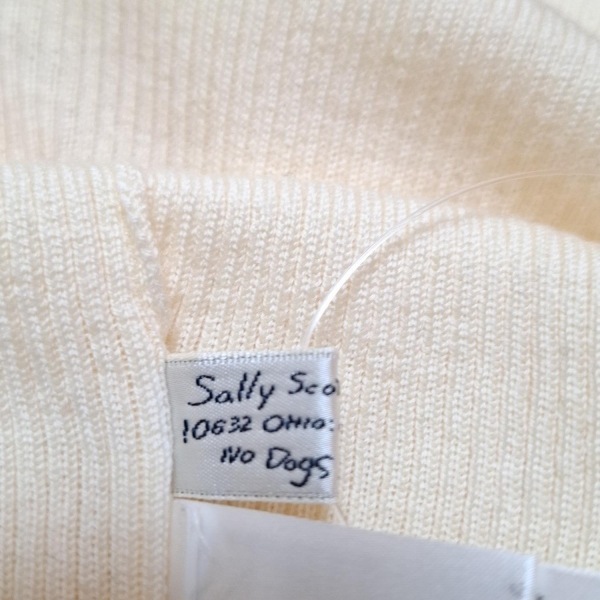 Sally Sco
10632 OHIO:
No Dogs